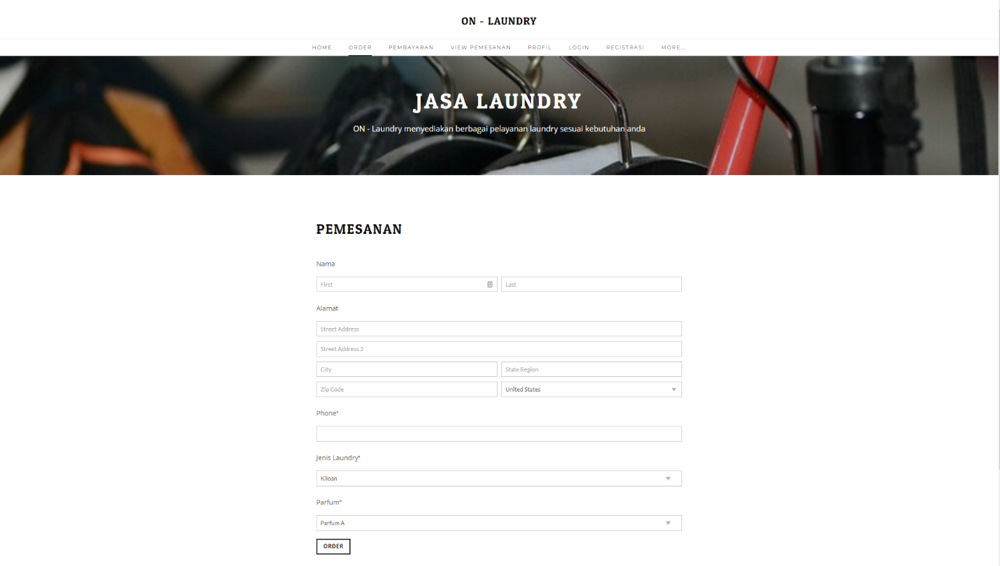 ON - LAUNDRY
HOME ORDER PEMBAYARAN VIEW PEMESANAN PROFIL LOGIN REGISTRASI MORE...
JASA LAUNDRY
ON - Laundry menyediakan berbagai pelayanan laundry sesuai kebutuhan anda
PEMESANAN
Nama
First Last
Alamat
Street Address
Street Address 2
City State Region
Zip Code United States
Phone*
Jenis Laundry*
Kiloan
Parfum*
Parfum A
ORDER